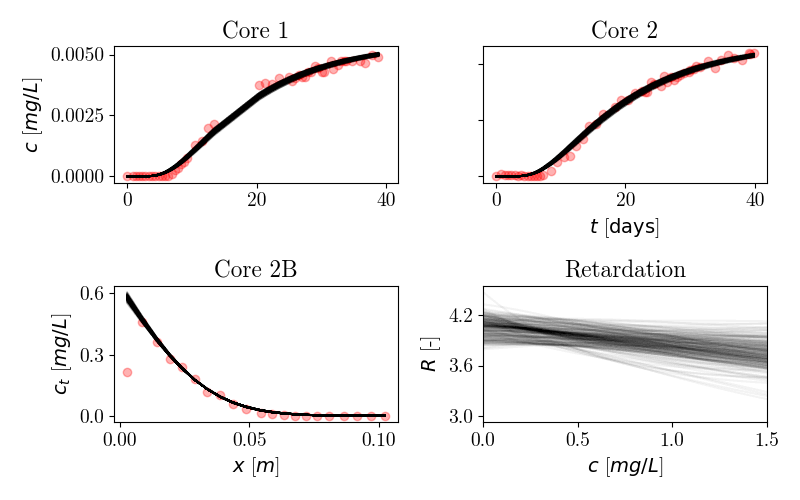 Core 1
0.0050
0.0025
0.0000
c [mg/L]
0
20
40
Core 2
0
20
40
t [days]
Core 2B
0.6
0.3
0.0
c_t [mg/L]
0.00
0.05
0.10
x [m]
Retardation
4.2
3.6
3.0
R [-]
0.0
0.5
1.0
1.5
c [mg/L]